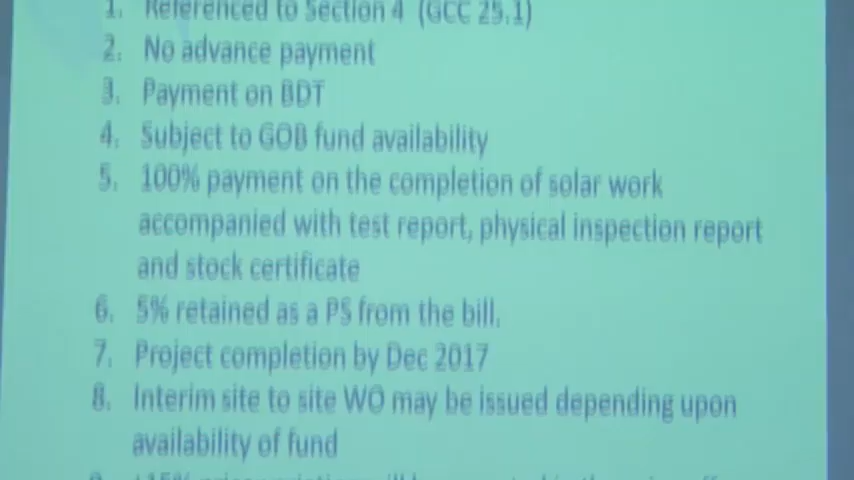 1. Referenced to Section 4 (GCC 25.1)
2. No advance payment
3. Payment on BDT
4. Subject to GOB fund availability
5. 100% payment on the completion of solar work
accompanied with test report, physical inspection report
and stock certificate
6. 5% retained as a PS from the bill.
7. Project completion by Dec 2017
8. Interim site to site WO may be issued depending upon
availability of fund